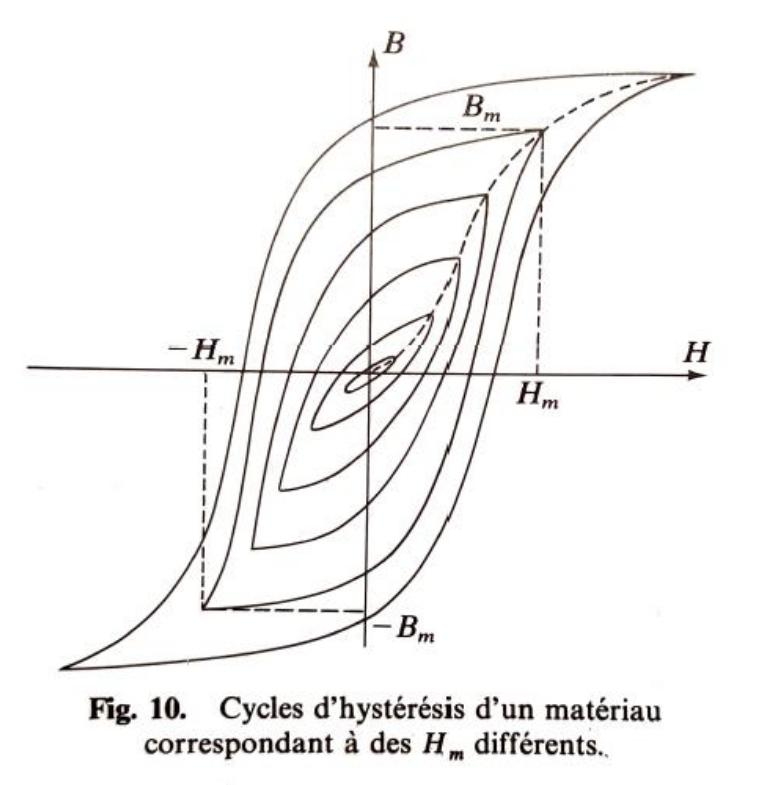 B
B_m
−H_m
H
H_m
−B_m
Fig. 10. Cycles d'hystérésis d'un matériau
correspondant à des H_m différents.